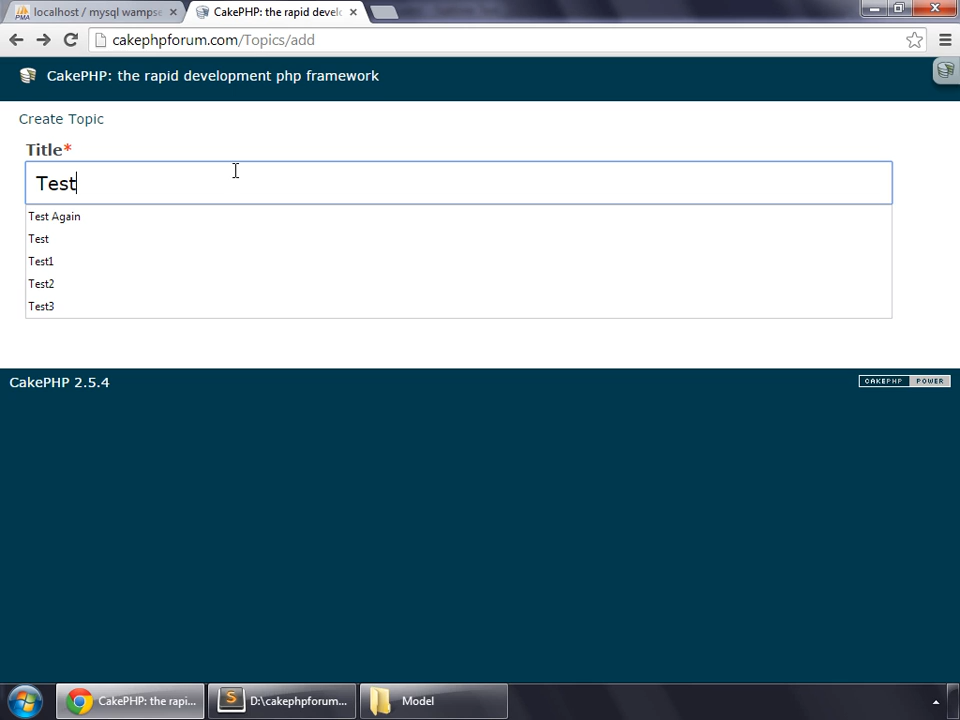 localhost / mysql wampse
CakePHP: the rapid devel
cakephpforum.com/Topics/add
CakePHP: the rapid development php framework
Create Topic
Title*
Test
Test Again
Test
Test1
Test2
Test3
CakePHP 2.5.4
CAKEPHP POWER
CakePHP: the rapi...
D:\cakephpforum...
Model